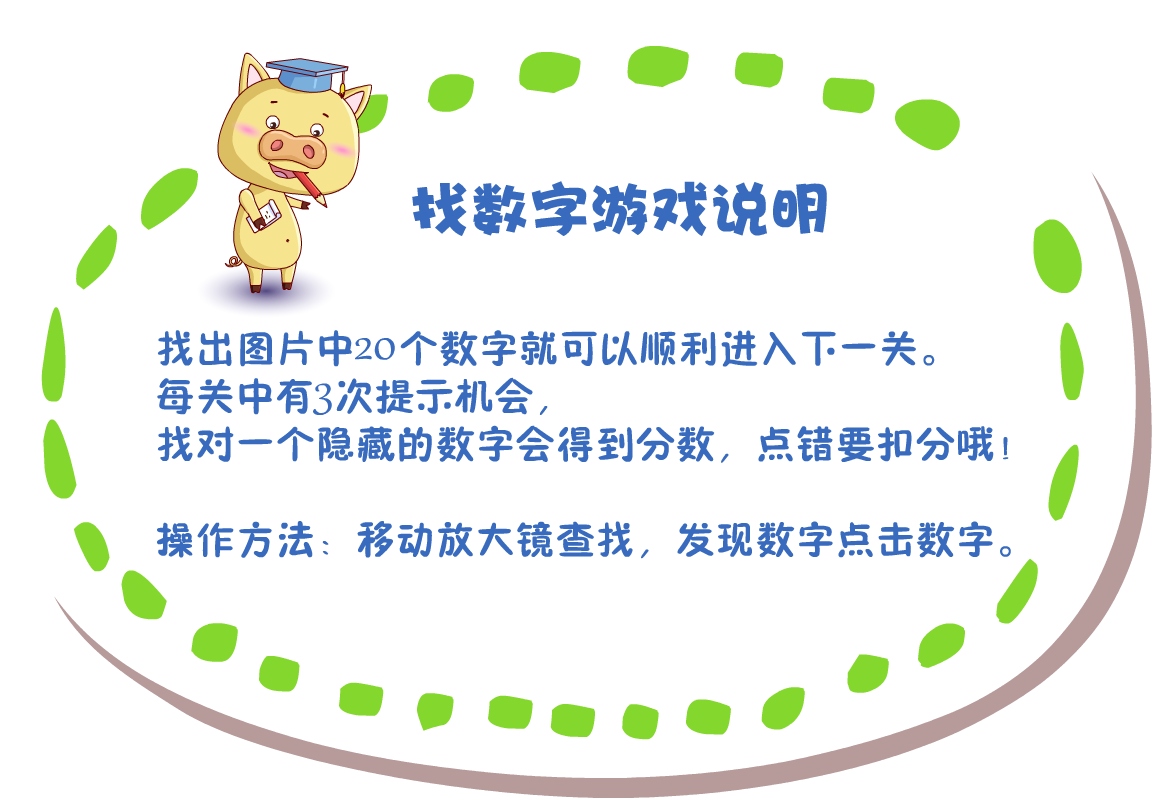 找数字游戏说明
找出图片中20个数字就可以顺利进入下一关。
每关中有3次提示机会，
找对一个隐藏的数字会得到分数，点错要扣分哦！
操作方法：移动放大镜查找，发现数字点击数字。